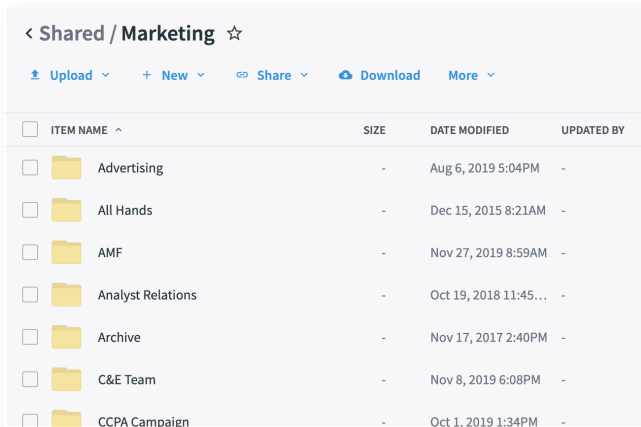 Shared / Marketing
Upload New Share Download More
ITEM NAME SIZE DATE MODIFIED UPDATED BY
Advertising - Aug 6, 2019 5:04PM -
All Hands - Dec 15, 2015 8:21AM -
AMF - Nov 27, 2019 8:59AM -
Analyst Relations - Oct 19, 2018 11:45... -
Archive - Nov 17, 2017 2:40PM -
C&E Team - Nov 8, 2019 6:08PM -
CCPA Campaign - Oct 1, 2019 1:34PM -